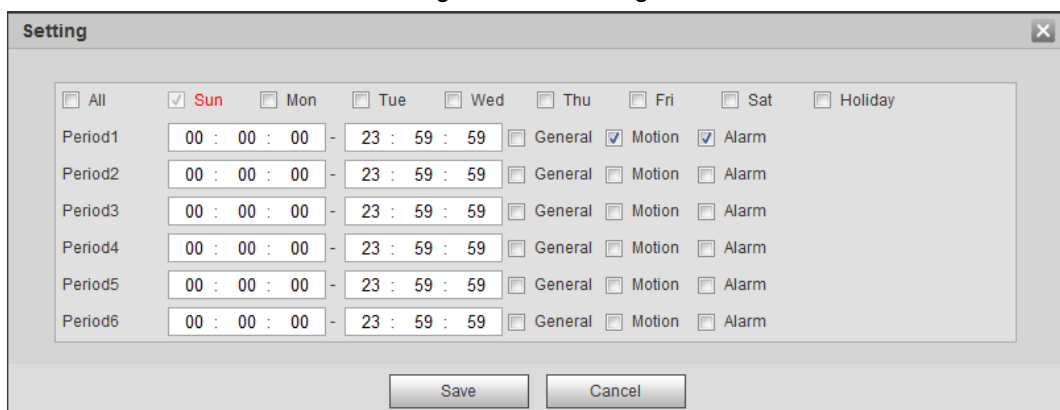 Setting
All Sun Mon Tue Wed Thu Fri Sat Holiday
Period1 00 : 00 : 00 - 23 : 59 : 59 General Motion Alarm
Period2 00 : 00 : 00 - 23 : 59 : 59 General Motion Alarm
Period3 00 : 00 : 00 - 23 : 59 : 59 General Motion Alarm
Period4 00 : 00 : 00 - 23 : 59 : 59 General Motion Alarm
Period5 00 : 00 : 00 - 23 : 59 : 59 General Motion Alarm
Period6 00 : 00 : 00 - 23 : 59 : 59 General Motion Alarm
Save Cancel